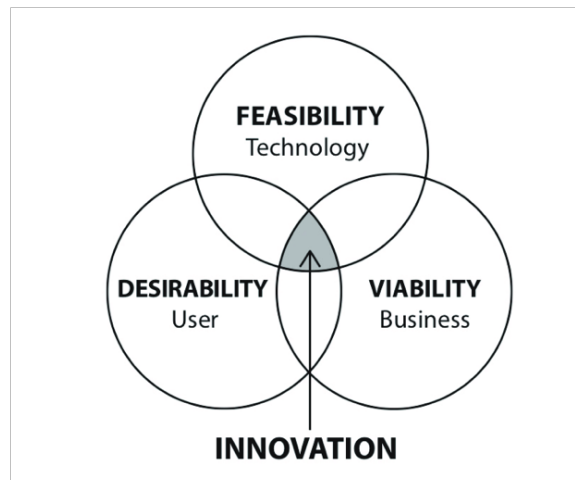 FEASIBILITY
Technology
DESIRABILITY
User
VIABILITY
Business
INNOVATION